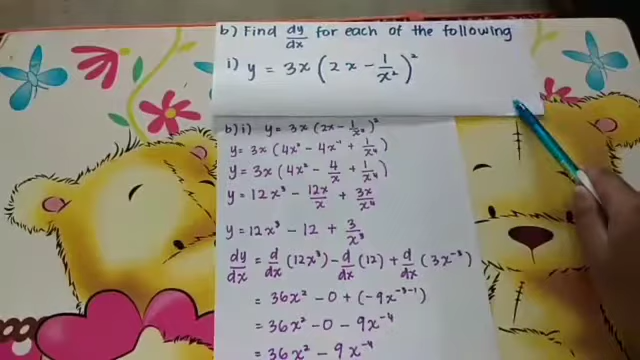 b) Find dy/dx for each of the following
i) y = 3x (2x - 1/x²)²
b) i) y = 3x (2x - 1/x²)²
y = 3x (4x² - 4x⁻¹ + 1/x⁴)
y = 3x (4x² - 4/x + 1/x⁴)
y = 12x³ - 12x/x + 3x/x⁴
y = 12x³ - 12 + 3/x³
dy/dx = d/dx (12x³) - d/dx (12) + d/dx (3x⁻³)
= 36x² - 0 + (-9x⁻³⁻¹)
= 36x² - 0 - 9x⁻⁴
= 36x² - 9x⁻⁴